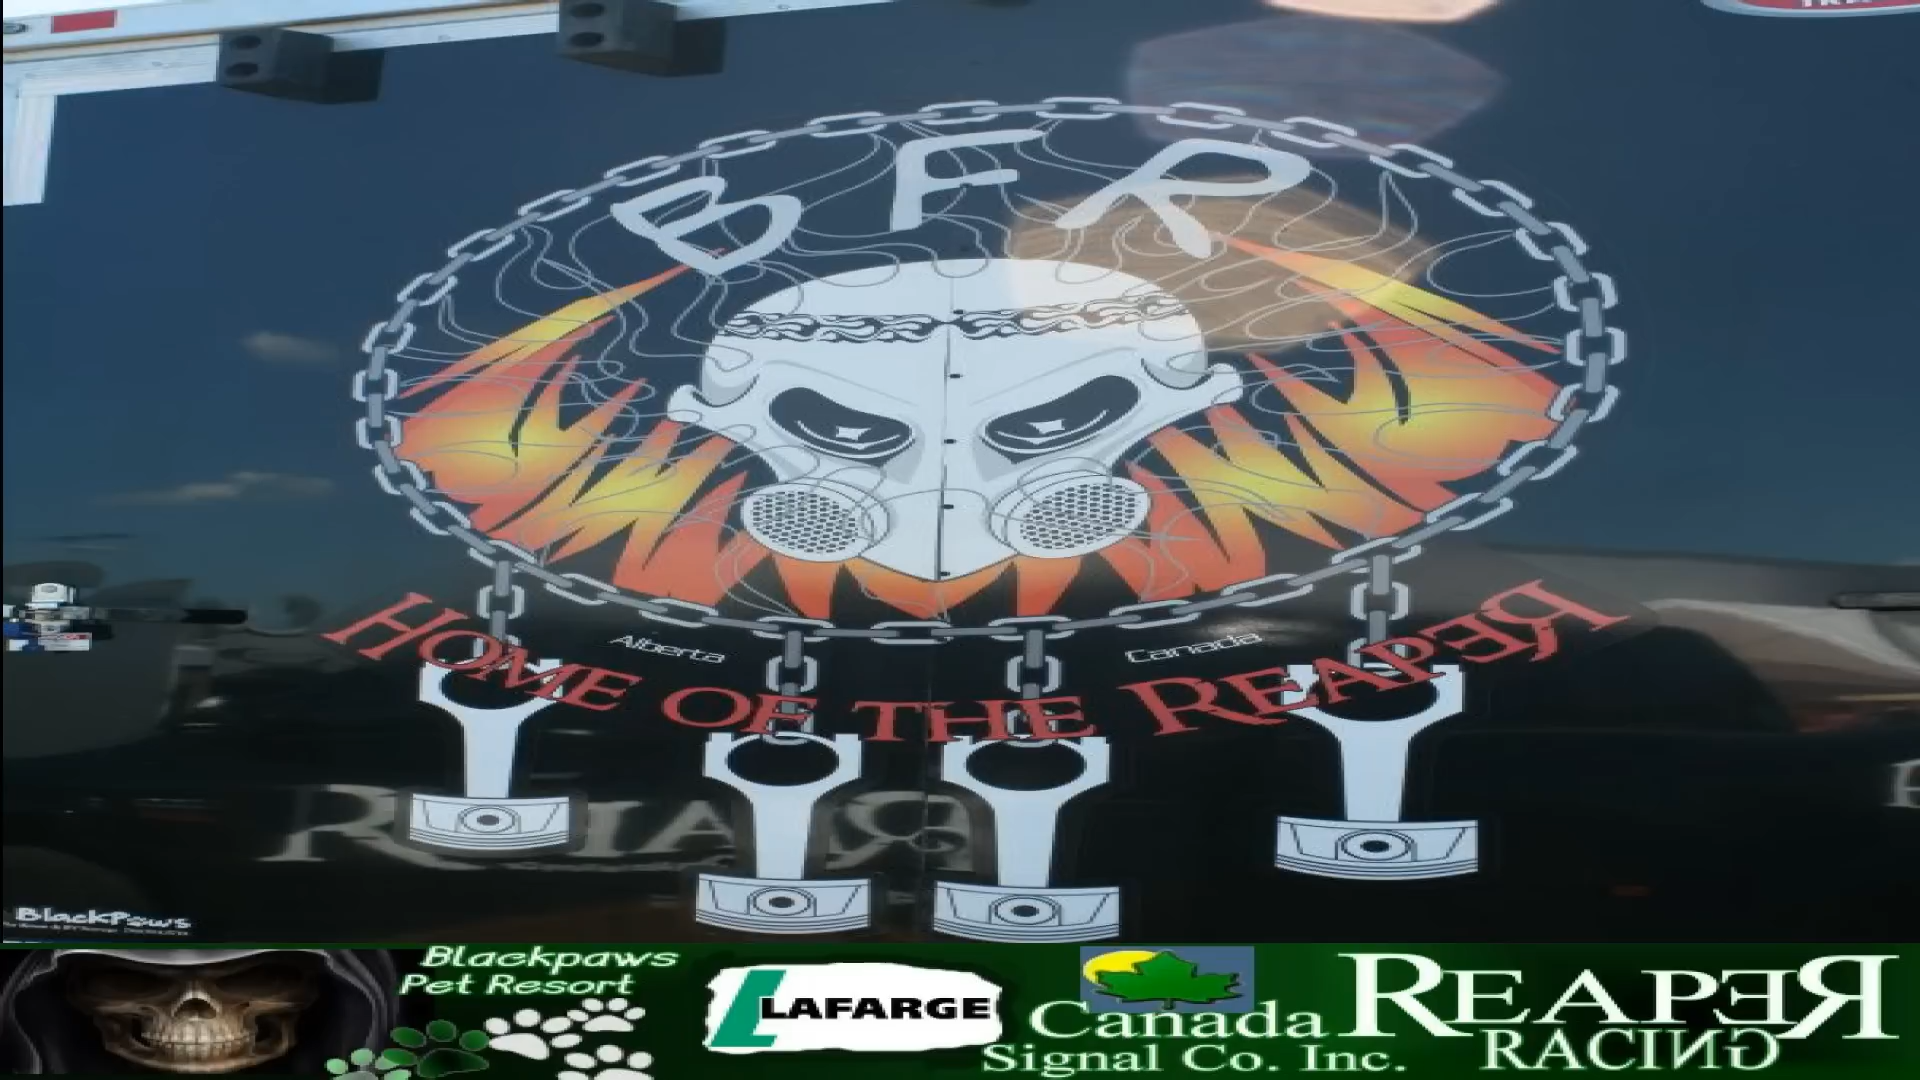 BFR
Alberta
Canada
HOME OF THE REAPER
BlackPaws
Blackpaws
Pet Resort
LAFARGE
Canada
Signal Co. Inc.
REAPER
RACING